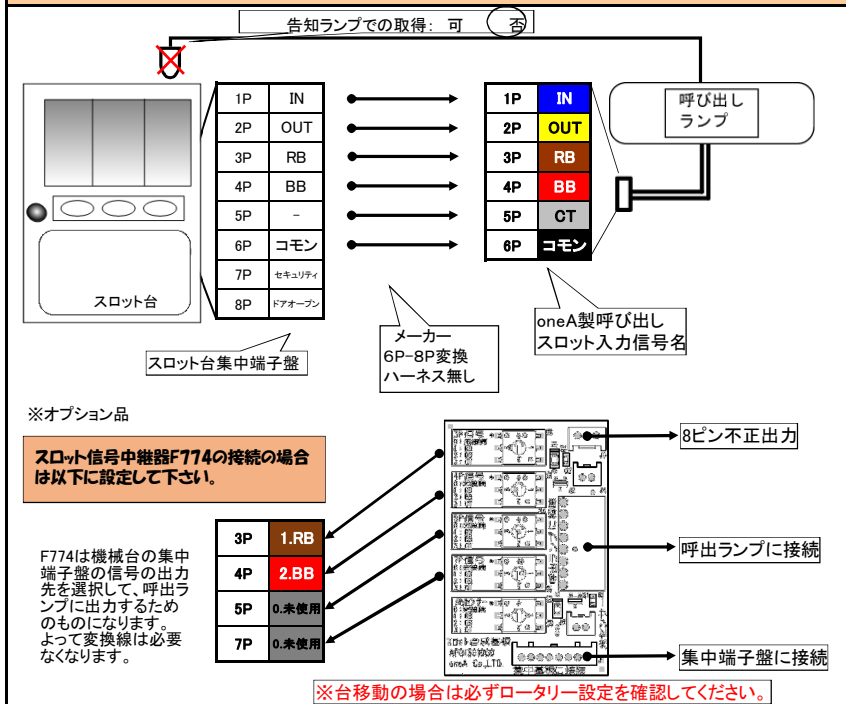 告知ランプでの取得: 可 否
1P IN
2P OUT
3P RB
4P BB
5P -
6P コモン
7P セキュリティ
8P ドアオープン
1P IN
2P OUT
3P RB
4P BB
5P CT
6P コモン
呼び出し
ランプ
スロット台
スロット台集中端子盤
メーカー
6P-8P変換
ハーネス無し
oneA製呼び出し
スロット入力信号名
※オプション品
スロット信号中継器F774の接続の場合
は以下に設定して下さい。
F774は機械台の集中
端子盤の信号の出力
先を選択して、呼出ラ
ンプに出力するため
のものになります。
よって変換線は必要
なくなります。
3P 1.RB
4P 2.BB
5P 0.未使用
7P 0.未使用
8ピン不正出力
呼出ランプに接続
集中端子盤に接続
oneA Co.,LTD.
※台移動の場合は必ずロータリー設定を確認してください。